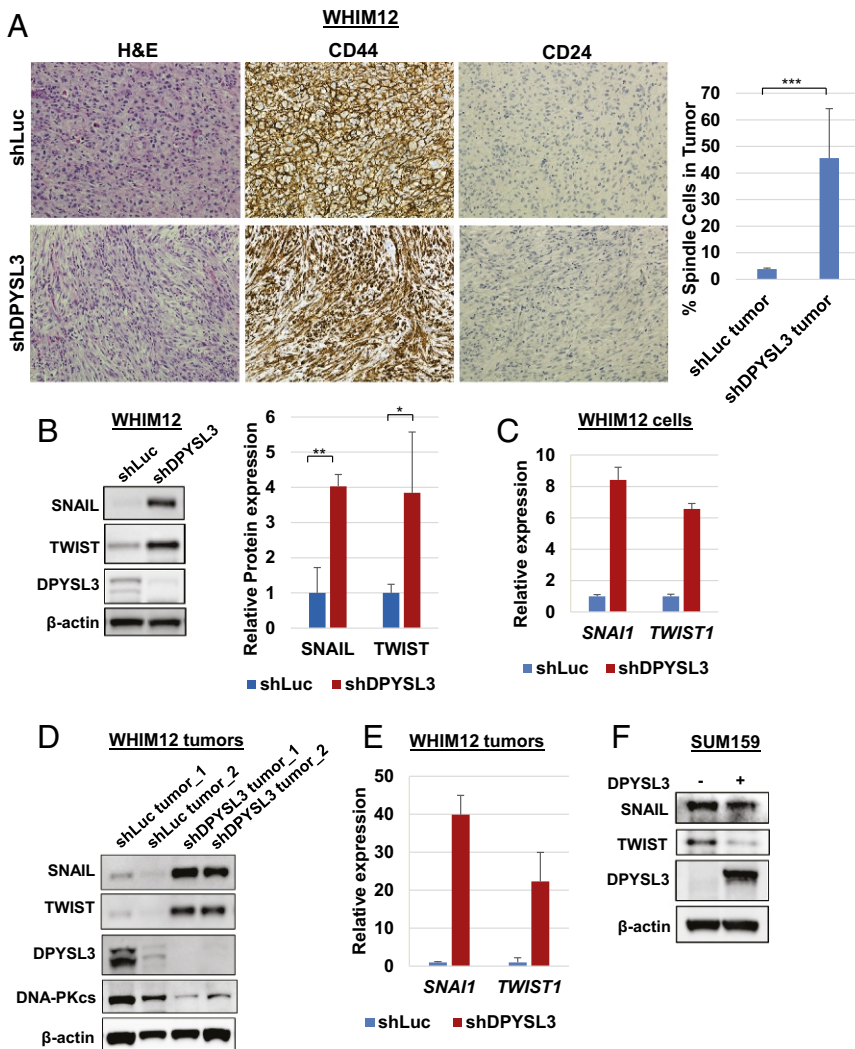 A
WHIM12
H&E CD44 CD24
shLuc
shDPYSL3
% Spindle Cells in Tumor
70
60
50
40
30
20
10
0
***
shLuc tumor
shDPYSL3 tumor
B
WHIM12
shLuc shDPYSL3
SNAIL
TWIST
DPYSL3
β-actin
Relative Protein expression
6
5
4
3
2
1
0
** *
SNAIL TWIST
shLuc shDPYSL3
C
WHIM12 cells
Relative expression
10
8
6
4
2
0
SNAI1 TWIST1
shLuc shDPYSL3
D
WHIM12 tumors
shLuc tumor_1
shLuc tumor_2
shDPYSL3 tumor_1
shDPYSL3 tumor_2
SNAIL
TWIST
DPYSL3
DNA-PKcs
β-actin
E
WHIM12 tumors
Relative expression
50
40
30
20
10
0
SNAI1 TWIST1
shLuc shDPYSL3
F
SUM159
DPYSL3 - +
SNAIL
TWIST
DPYSL3
β-actin